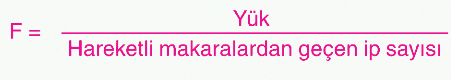 F = Yük
Hareketli makaralardan geçen ip sayısı